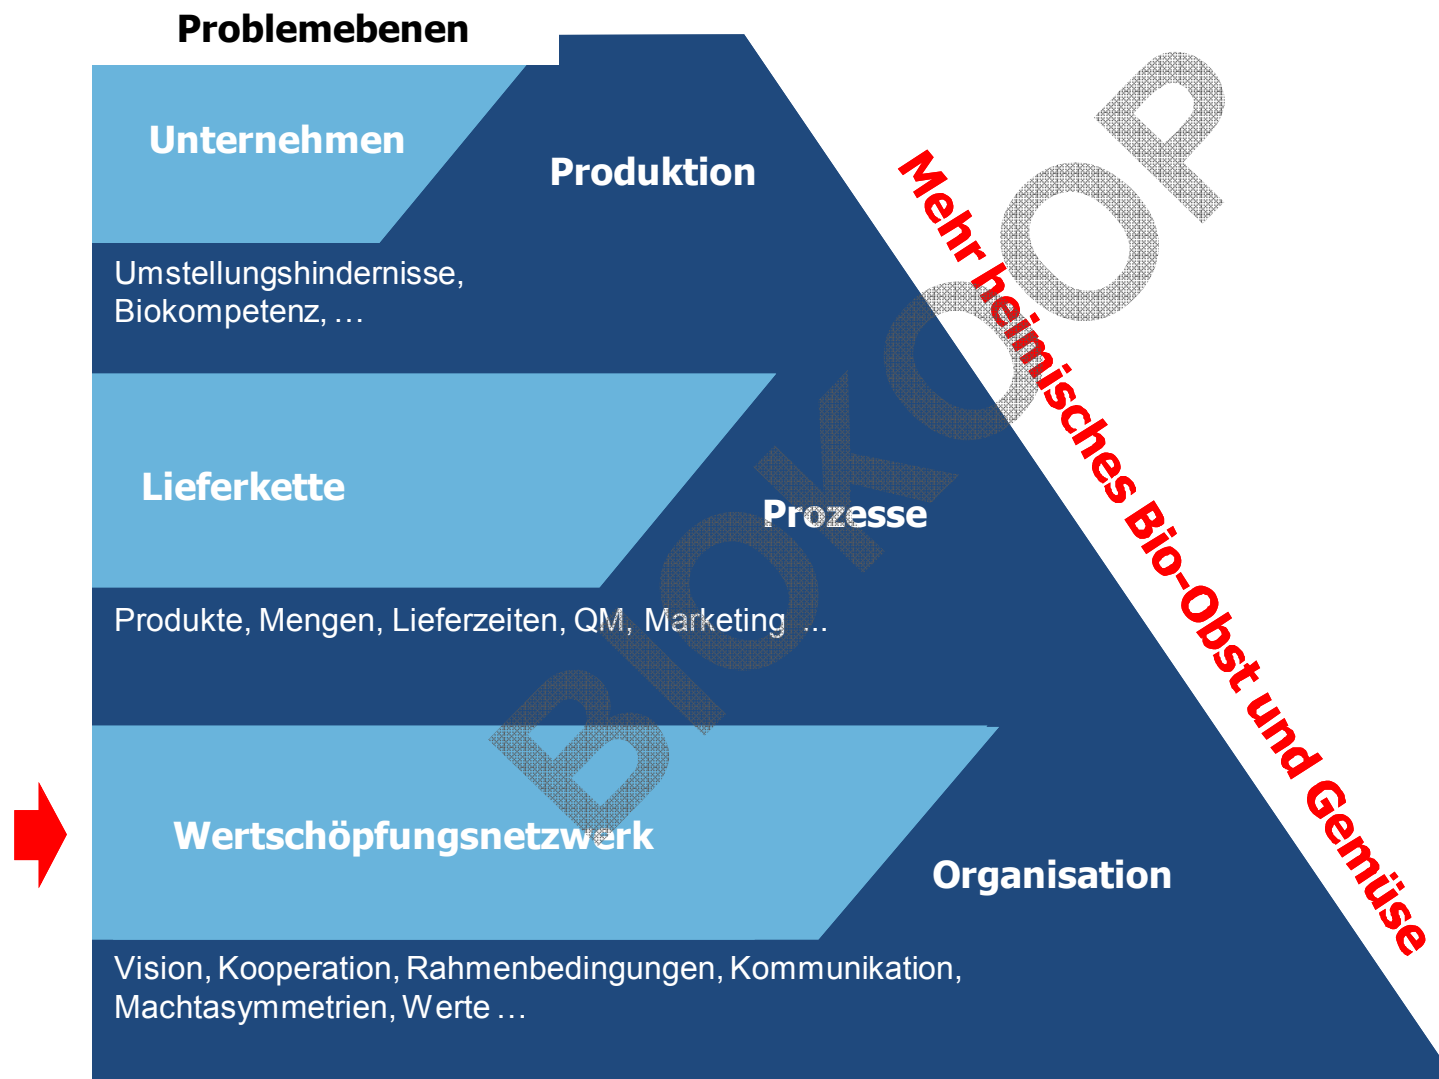 Problemebenen
Unternehmen
Produktion
Umstellungshindernisse,
Biokompetenz, …
Lieferkette
Prozesse
Produkte, Mengen, Lieferzeiten, QM, Marketing …
Wertschöpfungsnetzwerk
Organisation
Vision, Kooperation, Rahmenbedingungen, Kommunikation,
Machtasymmetrien, Werte …
Mehr heimisches Bio-Obst und Gemüse
BIOKOOP